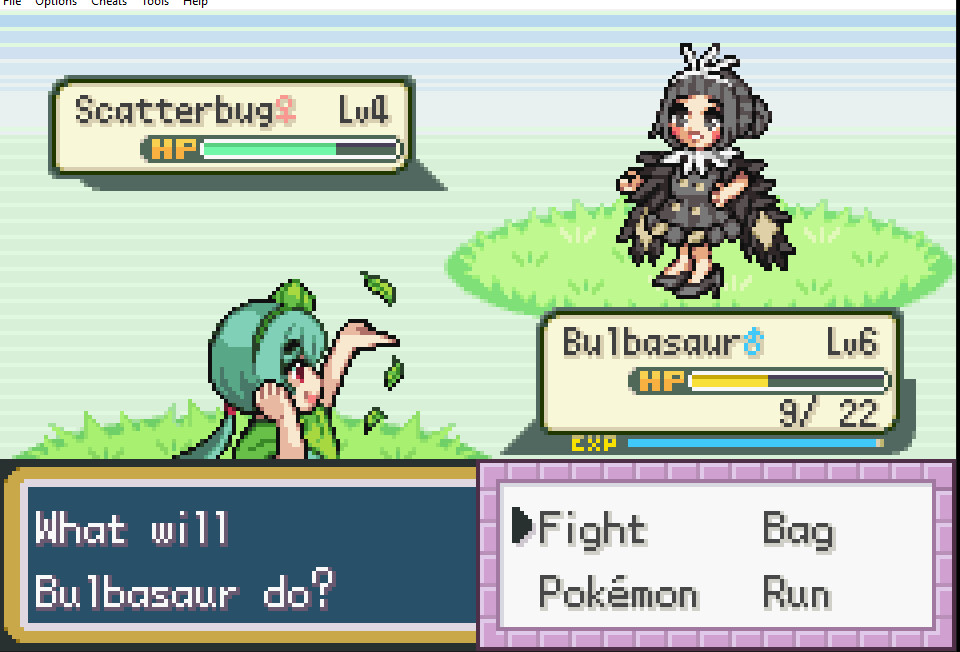 File Options Cheats Tools Help
Scatterbug♀ Lv4
HP
Bulbasaur♂ Lv6
HP
9/ 22
EXP
What will
Bulbasaur do?
Fight Bag
Pokémon Run